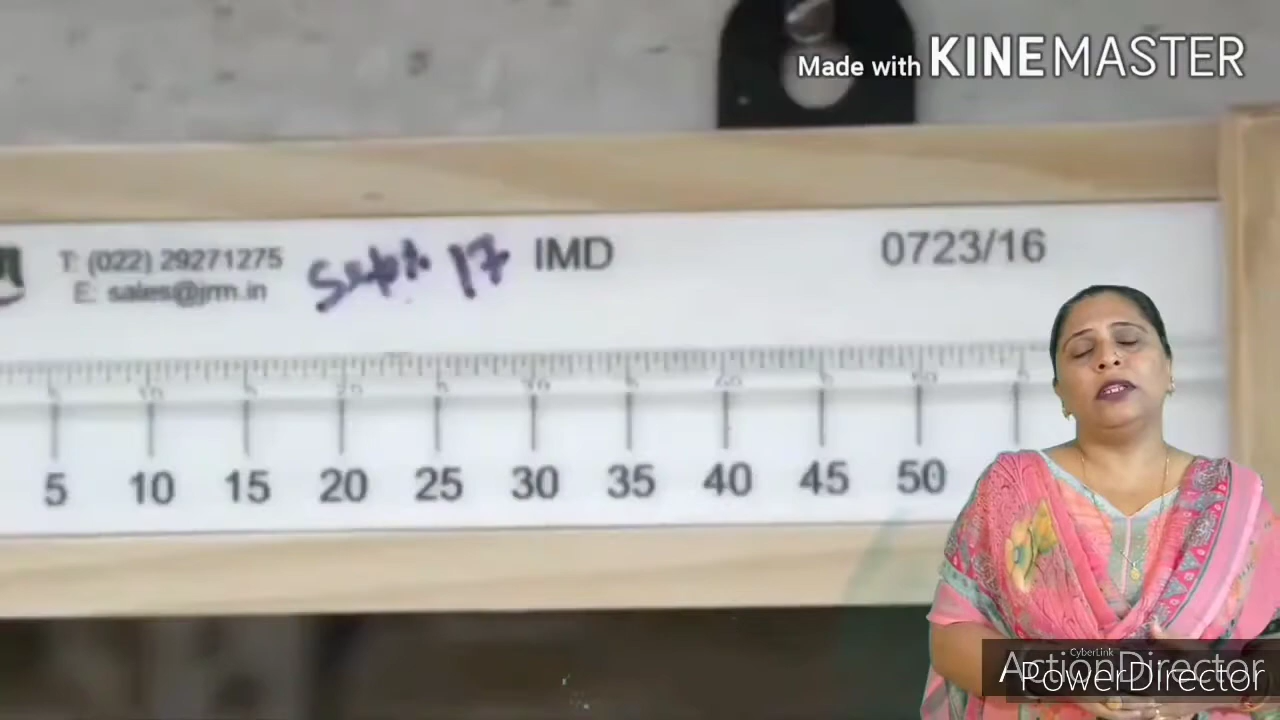 Made with KINEMASTER
T: (022) 29271275
E: sales@jrm.in
Sept. 17
IMD
0723/16
5 10 15 20 25 30 35 40 45 50
CyberLink
ActionDirector
PowerDirector